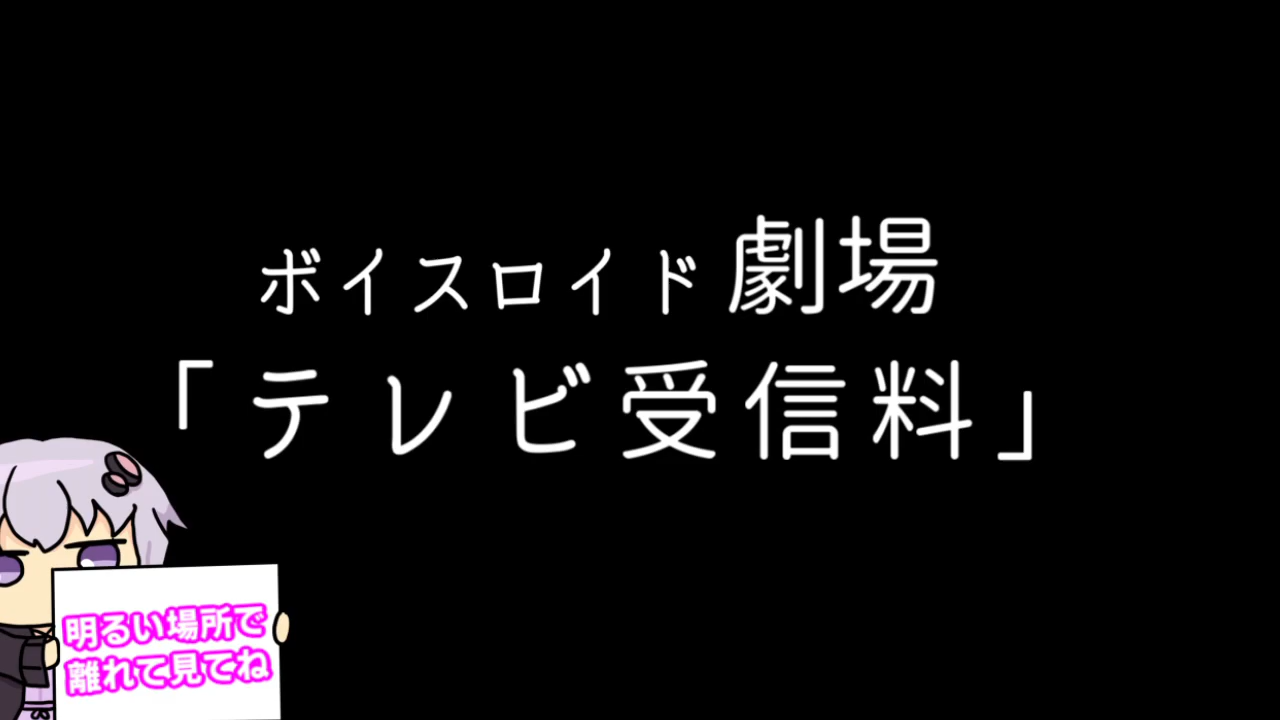 ボイスロイド劇場
「テレビ受信料」
明るい場所で
離れて見てね